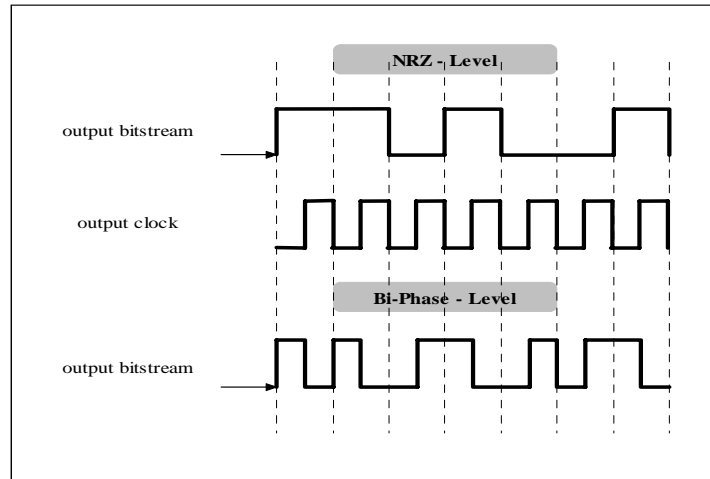 NRZ - Level
output bitstream
output clock
Bi-Phase - Level
output bitstream